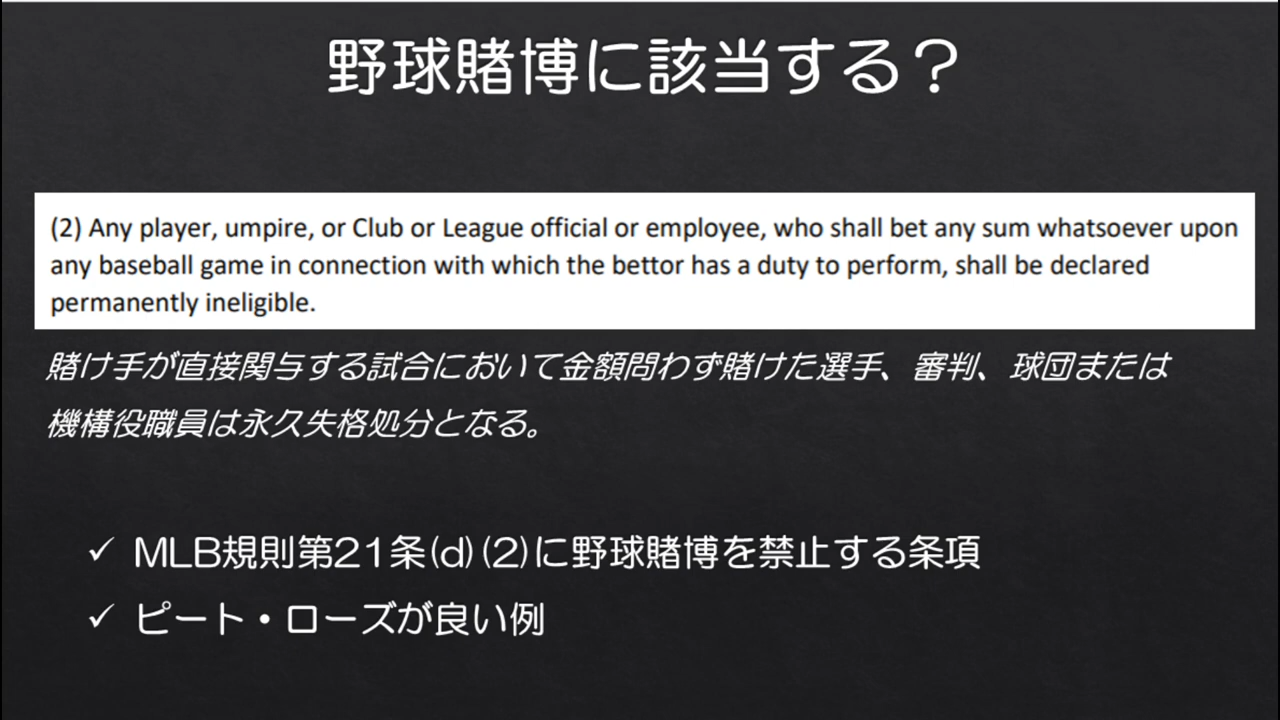 野球賭博に該当する？
(2) Any player, umpire, or Club or League official or employee, who shall bet any sum whatsoever upon
any baseball game in connection with which the bettor has a duty to perform, shall be declared
permanently ineligible.
賭け手が直接関与する試合において金額問わず賭けた選手、審判、球団または
機構役職員は永久失格処分となる。
✓ MLB規則第21条(d)(2)に野球賭博を禁止する条項
✓ ピート・ローズが良い例